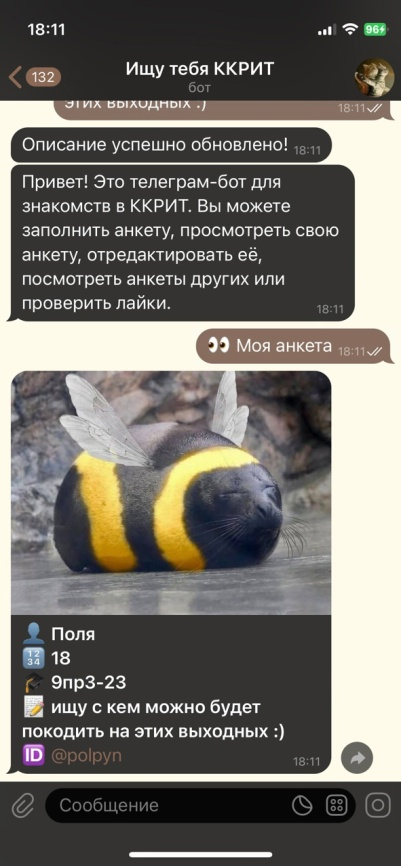 18:11
96
132
Ищу тебя ККРИТ
бот
этих выходных :)
18:11
Описание успешно обновлено! 18:11
Привет! Это телеграм-бот для
знакомств в ККРИТ. Вы можете
заполнить анкету, просмотреть свою
анкету, отредактировать её,
посмотреть анкеты других или
проверить лайки.
18:11
👀 Моя анкета 18:11
👤 Поля
🔢 18
🎓 9пр3-23
📝 ищу с кем можно будет
покодить на этих выходных :)
🆔 @polpyn
18:11
Сообщение